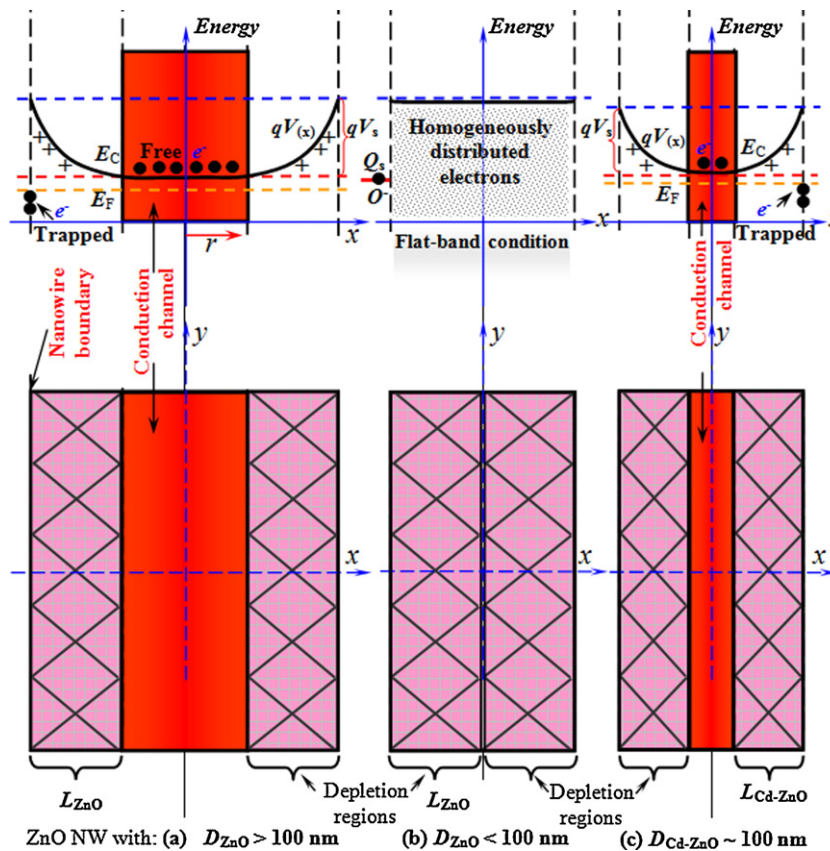 Energy
Energy
Energy
qV(x)
qVs
EC
Free e-
EF
e-
Trapped
r
x
Homogeneously
distributed
electrons
Qs
O-
Flat-band condition
x
qVs
qV(x)
e-
EC
EF
e-
Trapped
Nanowire
boundary
Conduction
channel
y
x
y
x
Conduction
channel
y
x
LZnO
Depletion
regions
LZnO
Depletion
regions
LCd-ZnO
ZnO NW with: (a) DZnO > 100 nm (b) DZnO < 100 nm (c) DCd-ZnO ~ 100 nm